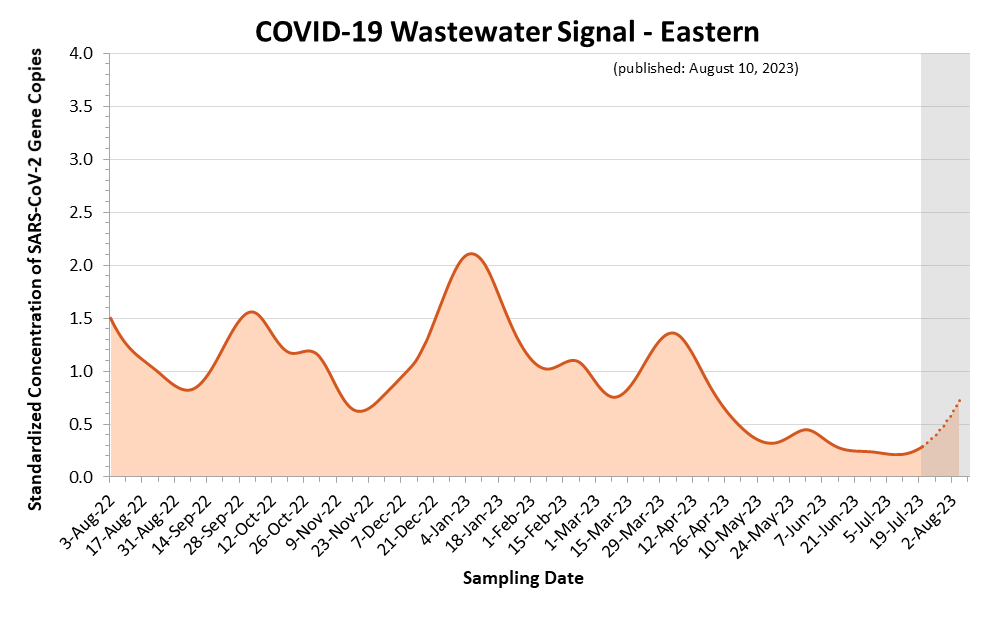 COVID-19 Wastewater Signal - Eastern
(published: August 10, 2023)
Standardized Concentration of SARS-CoV-2 Gene Copies
4.0
3.5
3.0
2.5
2.0
1.5
1.0
0.5
0.0
3-Aug-22
17-Aug-22
31-Aug-22
14-Sep-22
28-Sep-22
12-Oct-22
26-Oct-22
9-Nov-22
23-Nov-22
7-Dec-22
21-Dec-22
4-Jan-23
18-Jan-23
1-Feb-23
15-Feb-23
1-Mar-23
15-Mar-23
29-Mar-23
12-Apr-23
26-Apr-23
10-May-23
24-May-23
7-Jun-23
21-Jun-23
5-Jul-23
19-Jul-23
2-Aug-23
Sampling Date